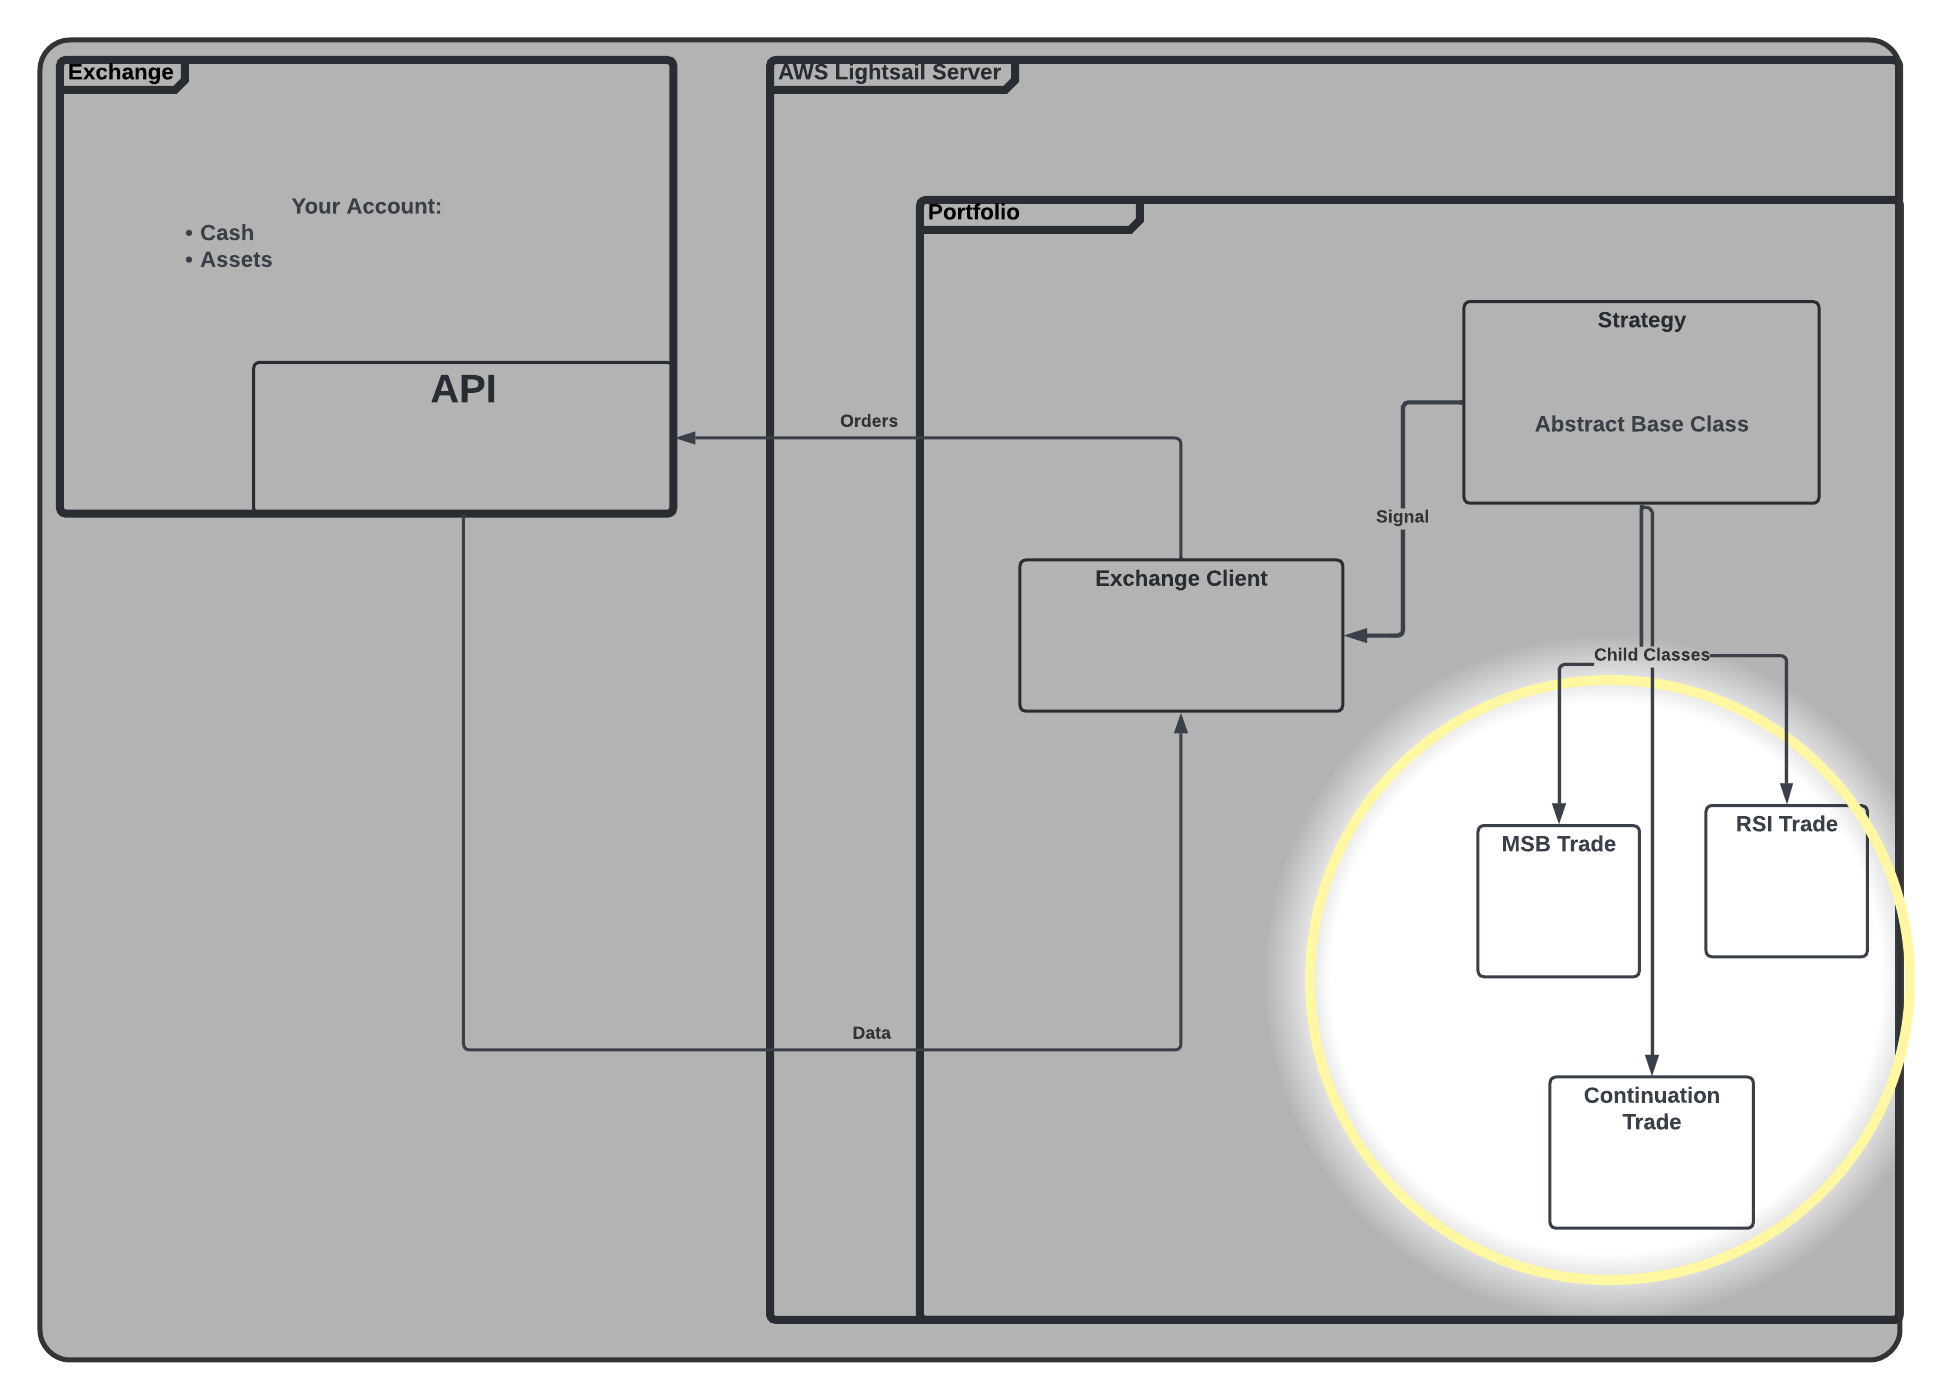 Exchange
AWS Lightsail Server
Your Account:
• Cash
• Assets
Portfolio
Strategy
Abstract Base Class
API
Orders
Signal
Exchange Client
Child Classes
MSB Trade
RSI Trade
Data
Continuation
Trade